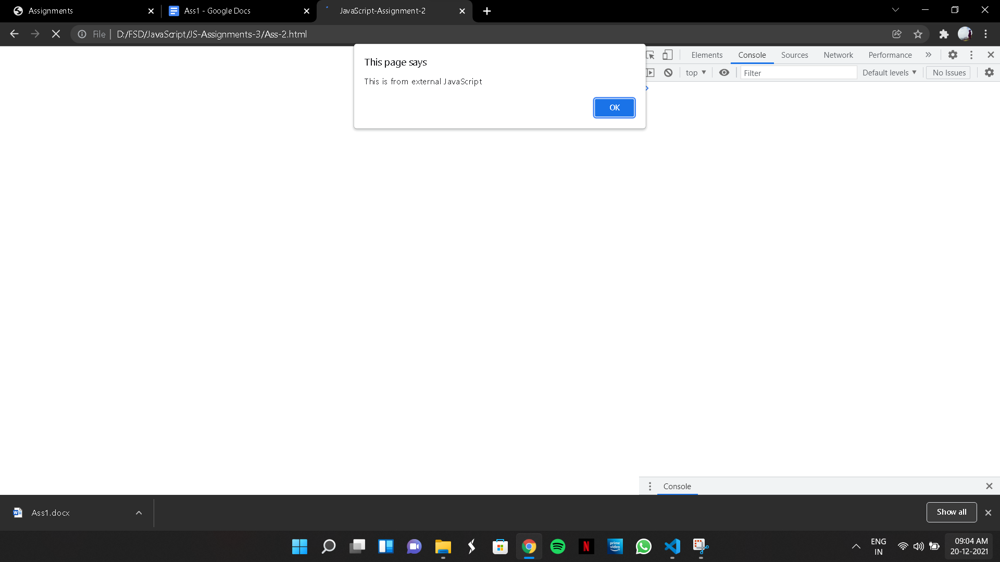 Assignments
Ass1 - Google Docs
JavaScript-Assignment-2
File
D:/FSD/JavaScript/JS-Assignments-3/Ass-2.html
This page says
This is from external JavaScript
OK
Elements
Console
Sources
Network
Performance
top
Filter
Default levels
No Issues
Console
Ass1.docx
Show all
prime
video
ENG
IN
09:04 AM
20-12-2021